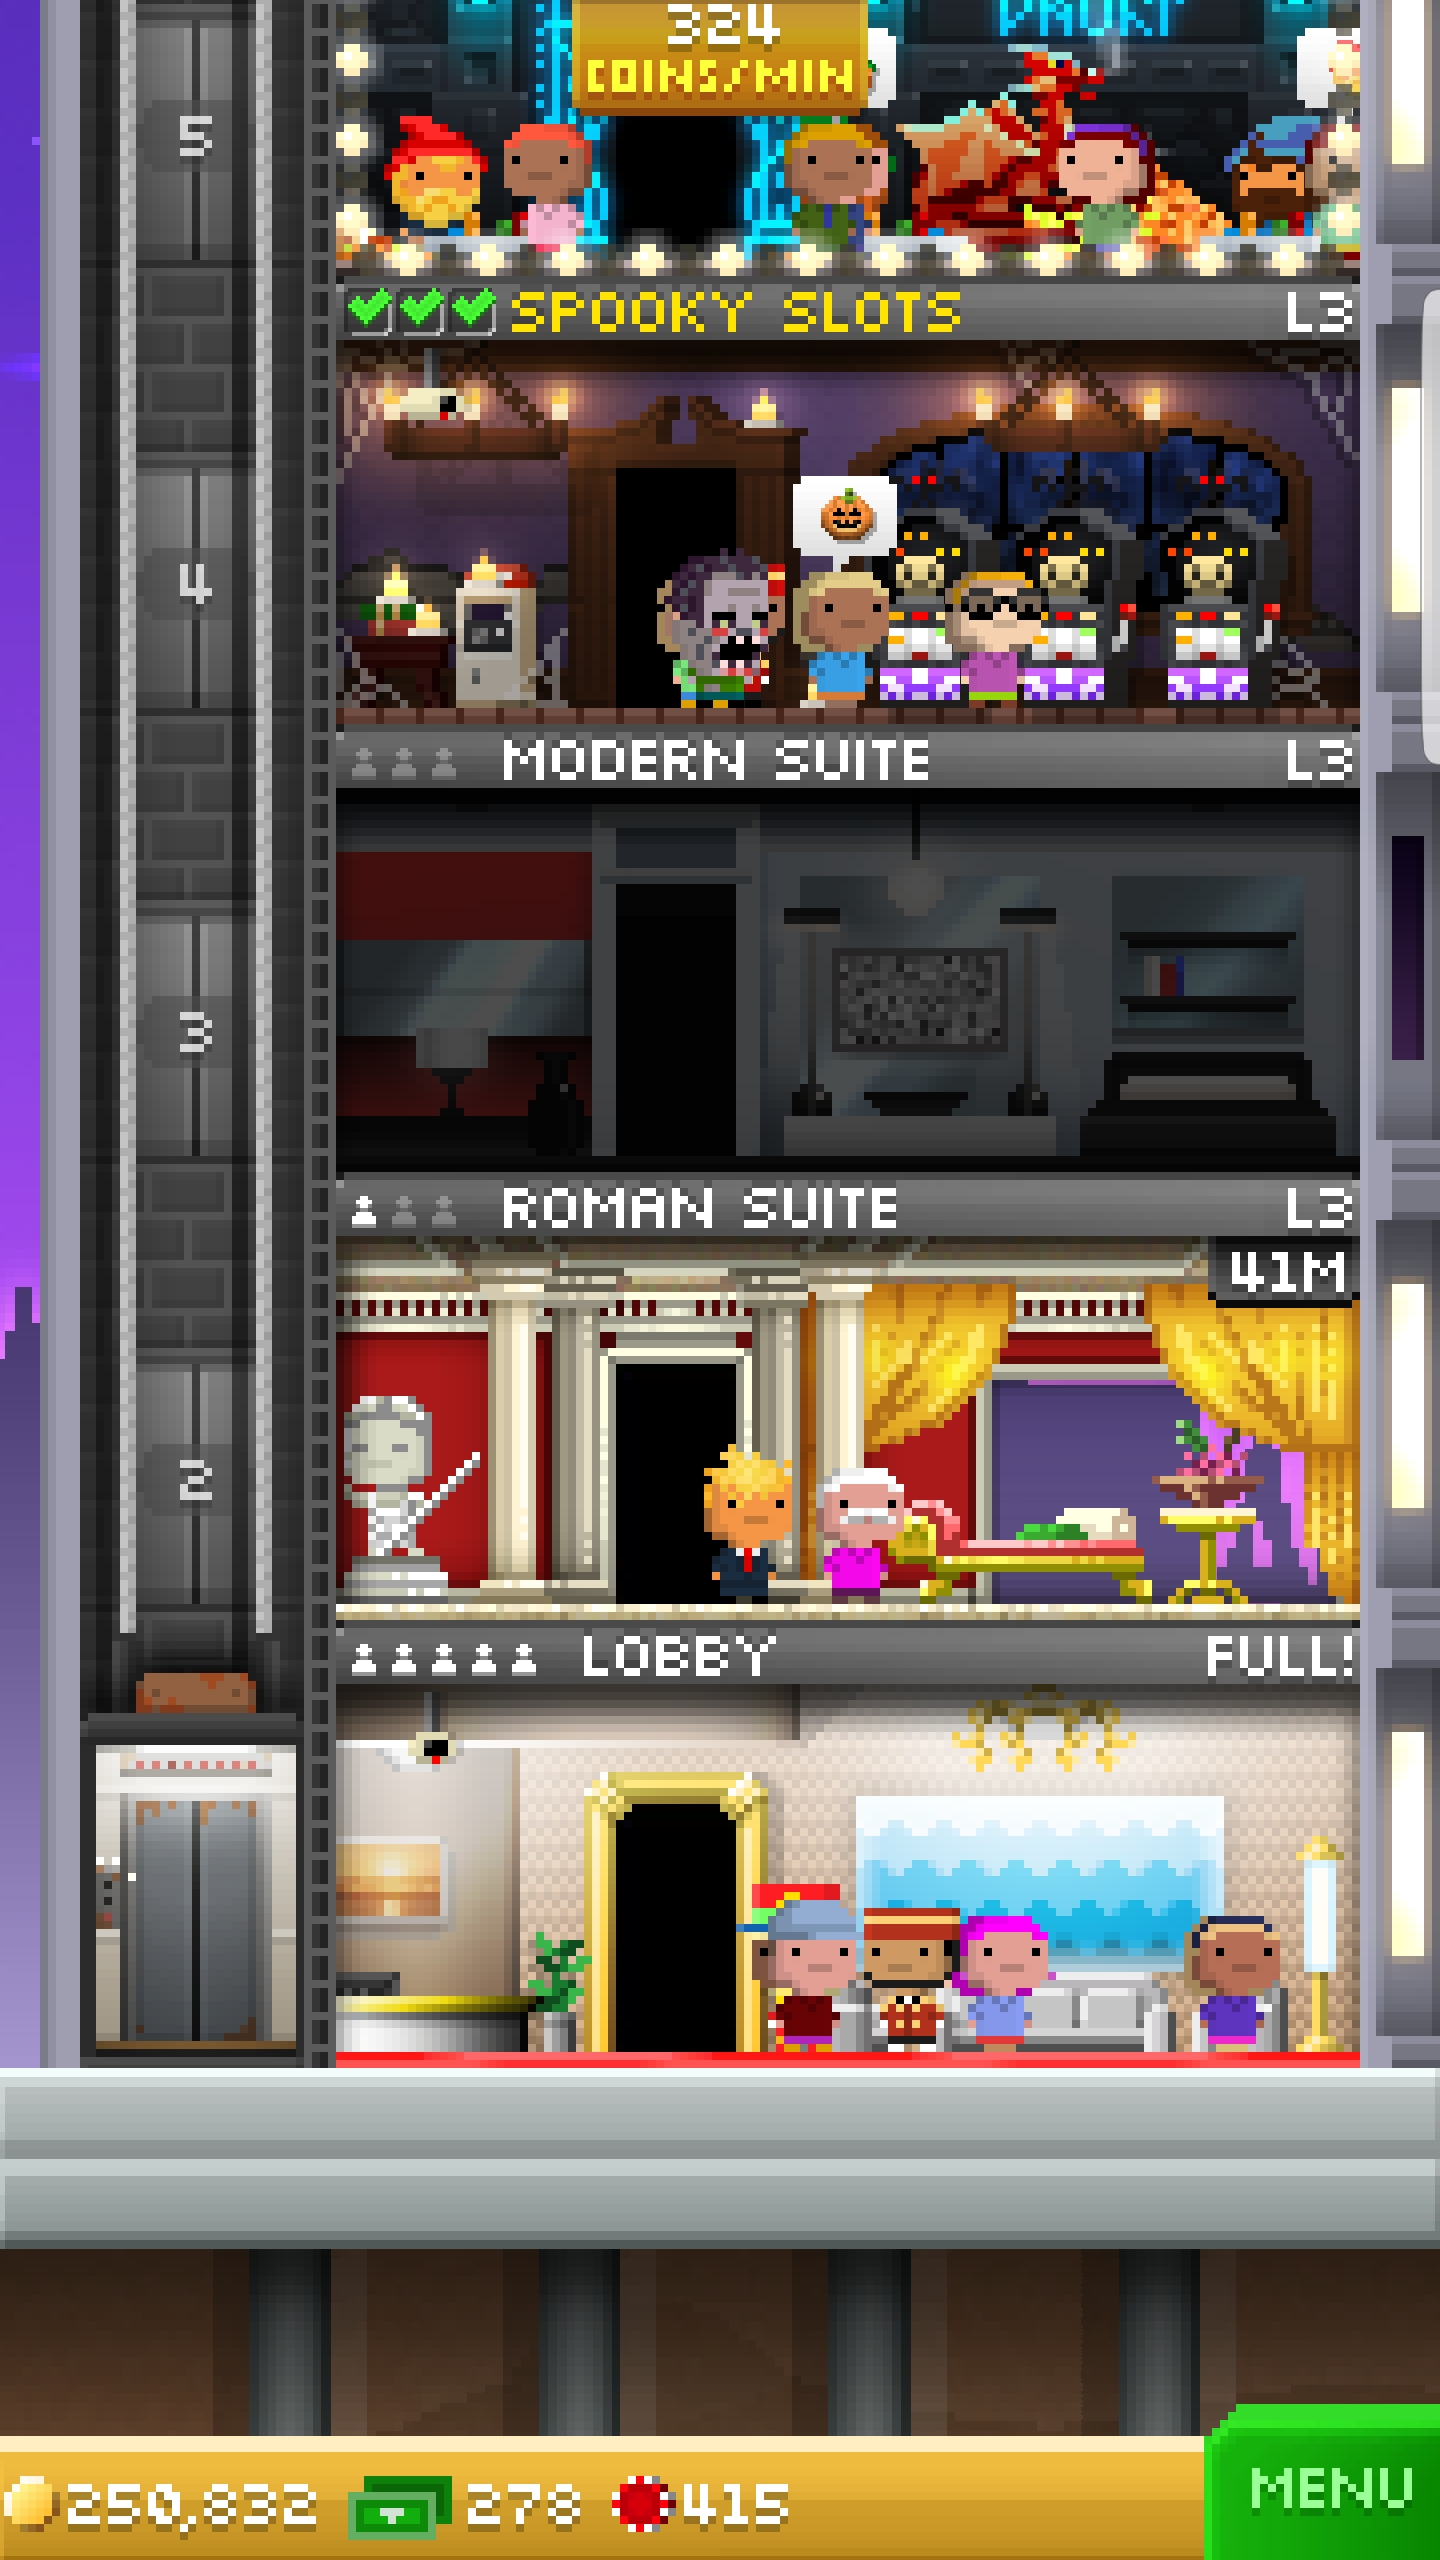 324
COINS/MIN
5
SPOOKY SLOTS L3
4
MODERN SUITE L3
3
ROMAN SUITE L3
41M
2
LOBBY FULL!
250,832 278 415 MENU